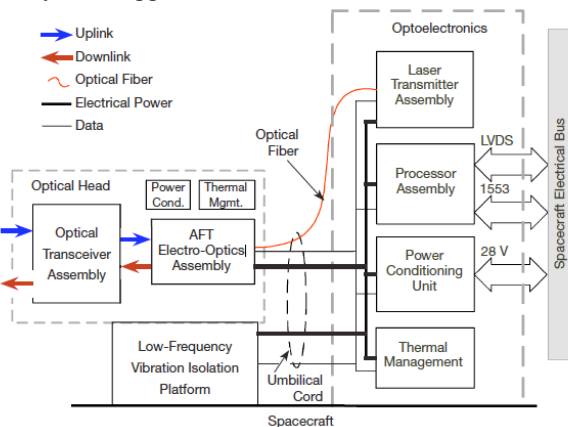 Uplink
Downlink
Optical Fiber
Electrical Power
Data
Optoelectronics
Laser
Transmitter
Assembly
Optical
Fiber
Processor
Assembly
LVDS
1553
Spacecraft Electrical Bus
Optical Head
Power
Cond.
Thermal
Mgmt.
Optical
Transceiver
Assembly
AFT
Electro-Optics
Assembly
Power
Conditioning
Unit
28 V
Low-Frequency
Vibration Isolation
Platform
Umbilical
Cord
Thermal
Management
Spacecraft